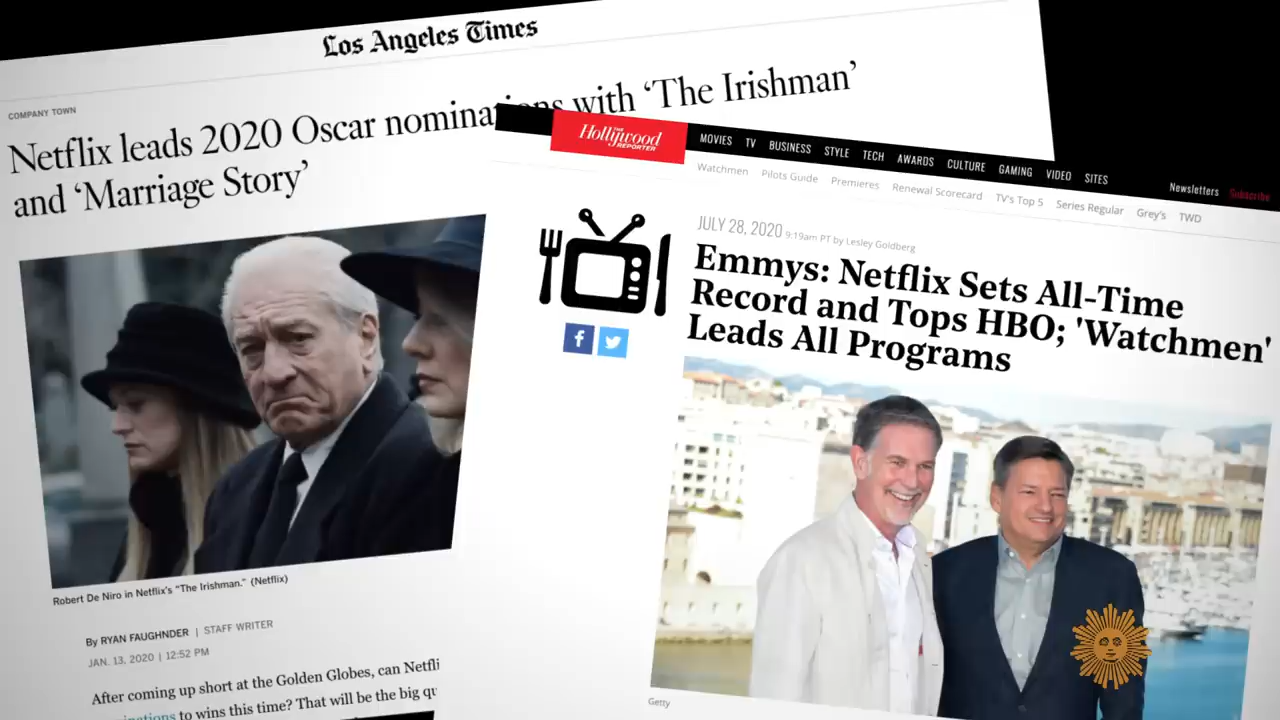 Los Angeles Times
COMPANY TOWN
Netflix leads 2020 Oscar nominations with ‘The Irishman’
and ‘Marriage Story’
Robert De Niro in Netflix's “The Irishman.” (Netflix)
By RYAN FAUGHNDER | STAFF WRITER
JAN. 13, 2020 | 12:52 PM
After coming up short at the Golden Globes, can Netfli
inations to wins this time? That will be the big qu
THE
Hollywood
REPORTER
MOVIES TV BUSINESS STYLE TECH AWARDS CULTURE GAMING VIDEO SITES
Newsletters Subscribe
Watchmen Pilots Guide Premieres Renewal Scorecard TV's Top 5 Series Regular Grey's TWD
JULY 28, 2020 9:19am PT by Lesley Goldberg
Emmys: Netflix Sets All-Time
Record and Tops HBO; 'Watchmen'
Leads All Programs
Getty